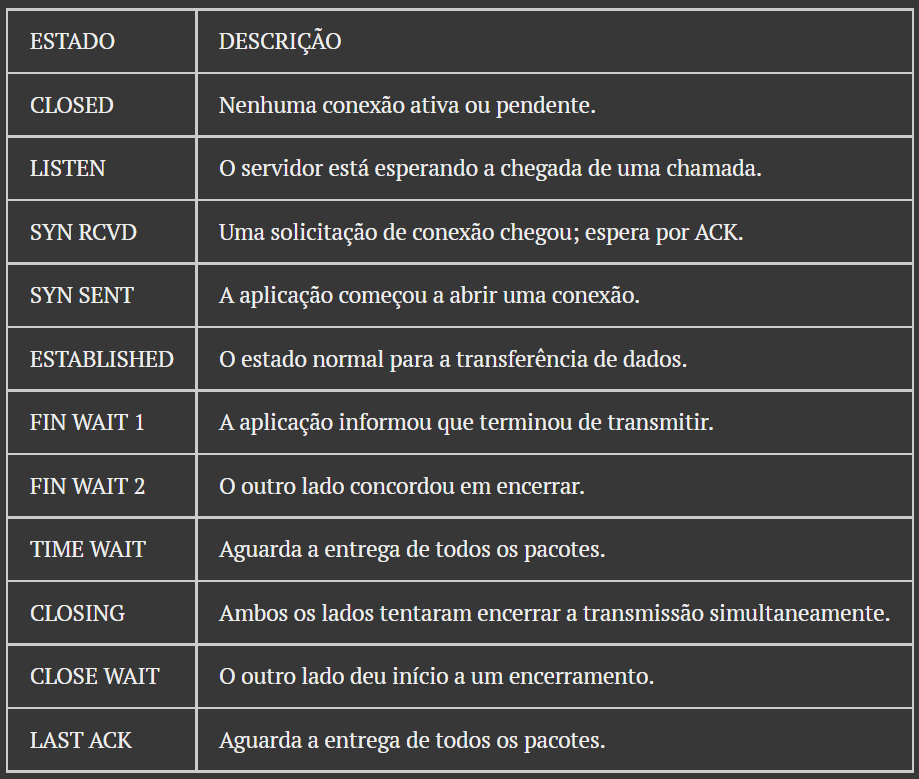 ESTADO DESCRIÇÃO
CLOSED Nenhuma conexão ativa ou pendente.
LISTEN O servidor está esperando a chegada de uma chamada.
SYN RCVD Uma solicitação de conexão chegou; espera por ACK.
SYN SENT A aplicação começou a abrir uma conexão.
ESTABLISHED O estado normal para a transferência de dados.
FIN WAIT 1 A aplicação informou que terminou de transmitir.
FIN WAIT 2 O outro lado concordou em encerrar.
TIME WAIT Aguarda a entrega de todos os pacotes.
CLOSING Ambos os lados tentaram encerrar a transmissão simultaneamente.
CLOSE WAIT O outro lado deu início a um encerramento.
LAST ACK Aguarda a entrega de todos os pacotes.